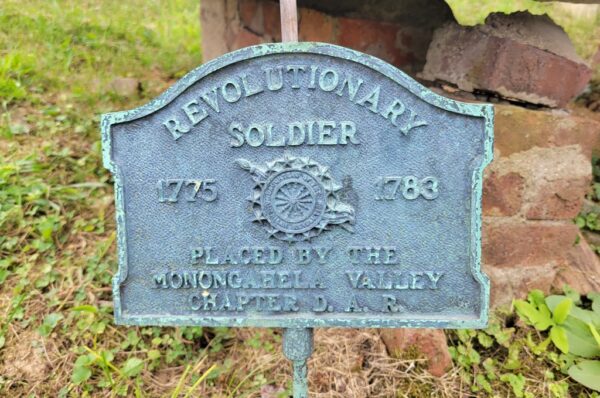 REVOLUTIONARY
SOLDIER
1775 1783
PLACED BY THE
MONONGAHELA VALLEY
CHAPTER D. A. R.